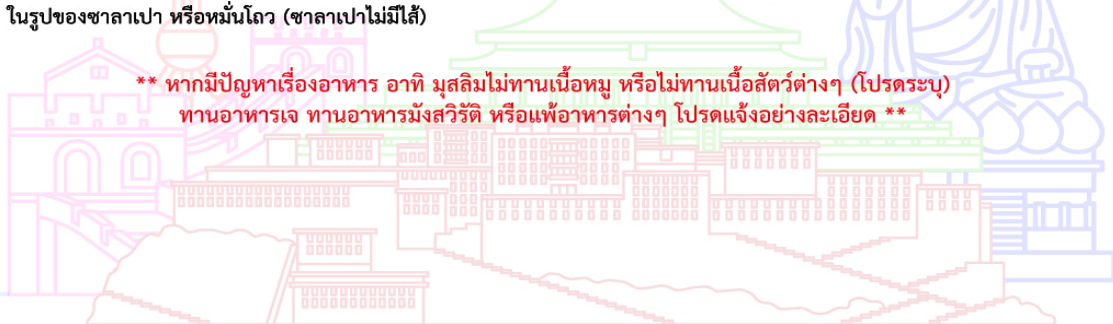 ในรูปของซาลาเปา หรือหมั่นโถว (ซาลาเปาไม่มีไส้)
** หากมีปัญหาเรื่องอาหาร อาทิ มุสลิมไม่ทานเนื้อหมู หรือไม่ทานเนื้อสัตว์ต่างๆ (โปรดระบุ)
ทานอาหารเจ ทานอาหารมังสวิรัติ หรือแพ้อาหารต่างๆ โปรดแจ้งอย่างละเอียด **